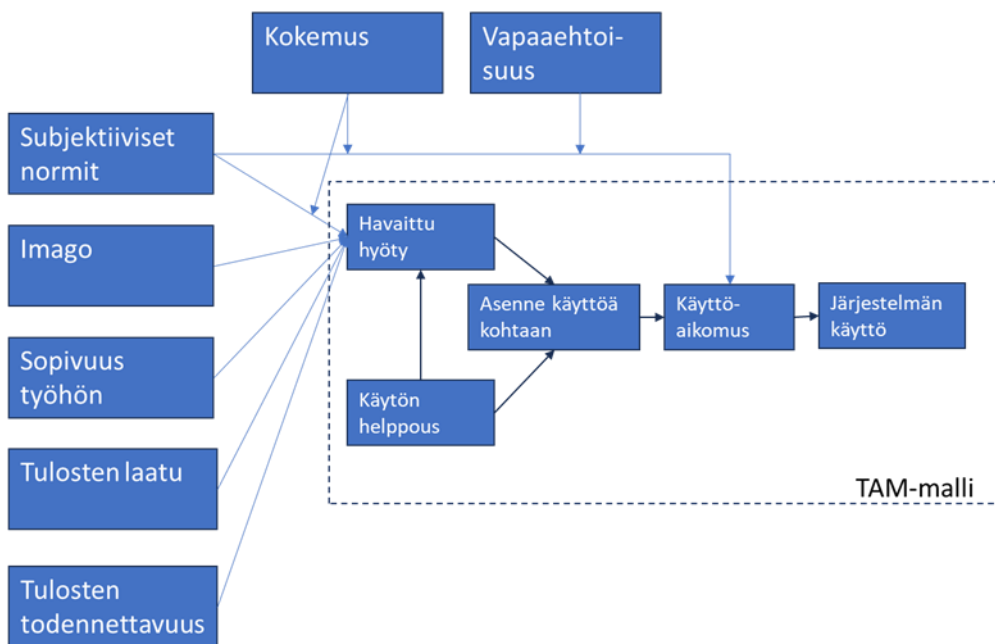 Kokemus
Vapaaehtoi-
suus
Subjektiiviset
normit
Imago
Sopivuus
työhön
Tulosten laatu
Tulosten
todennettavuus
Havaittu
hyöty
Asenne käyttöä
kohtaan
Käyttö-
aikomus
Järjestelmän
käyttö
Käytön
helppous
TAM-malli